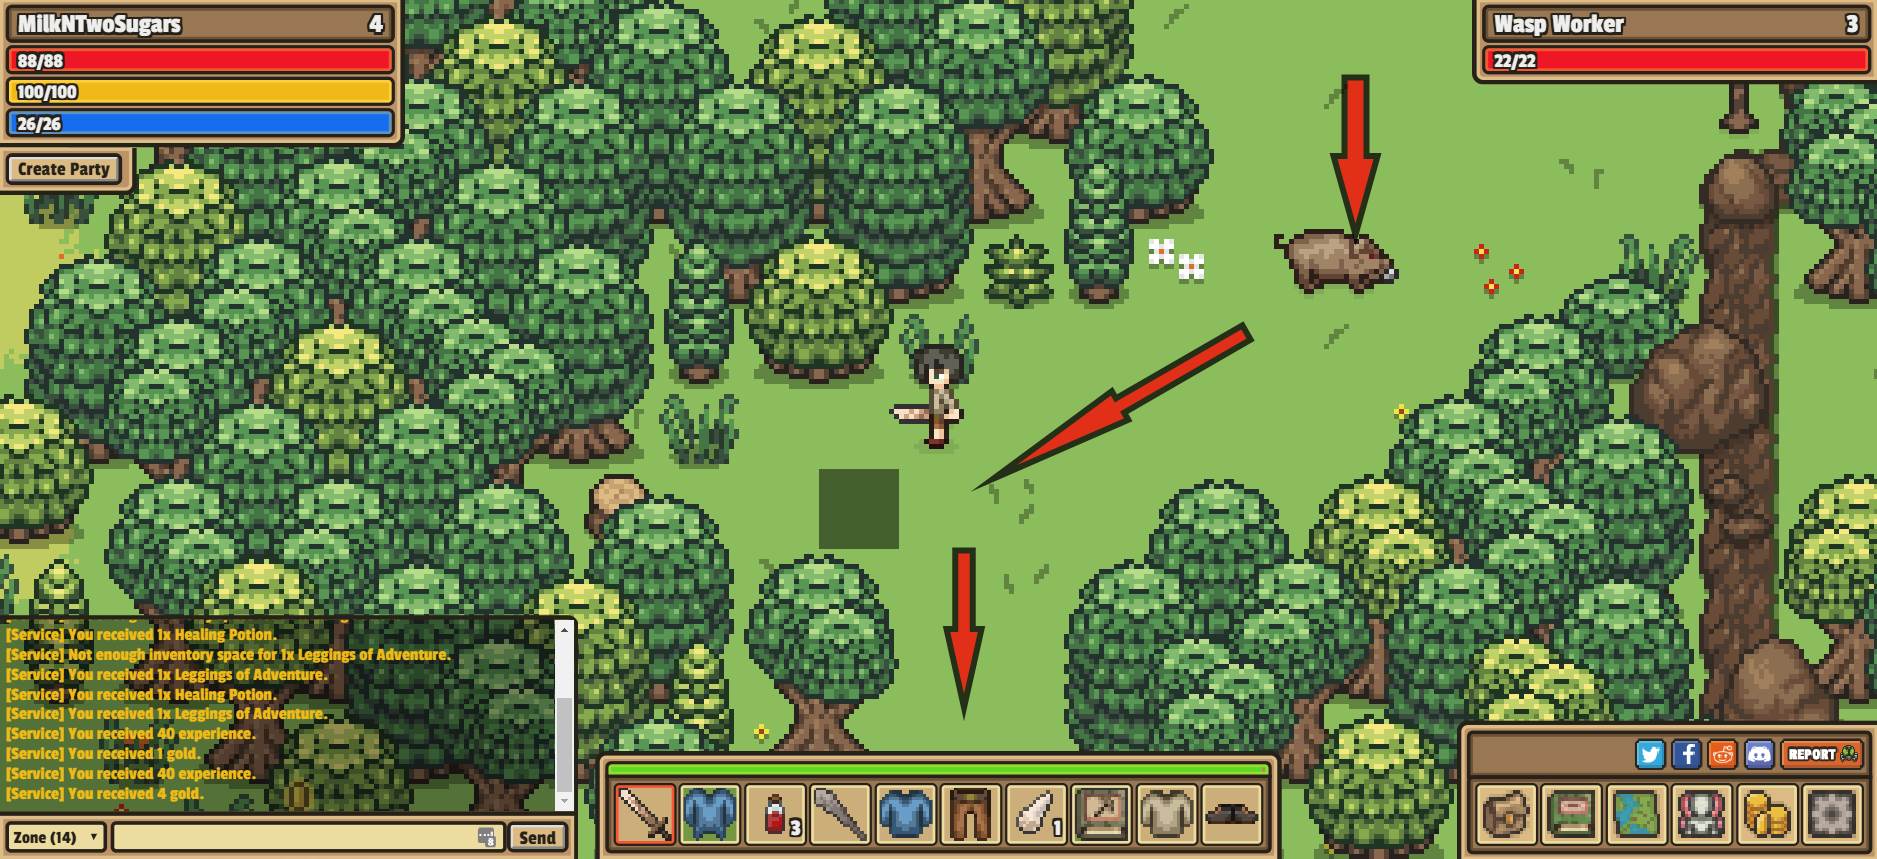 MilkNTwoSugars 4
88/88
100/100
26/26
Create Party
Wasp Worker 3
22/22
[Service] You received 1x Healing Potion.
[Service] Not enough inventory space for 1x Leggings of Adventure.
[Service] You received 1x Leggings of Adventure.
[Service] You received 1x Healing Potion.
[Service] You received 1x Leggings of Adventure.
[Service] You received 40 experience.
[Service] You received 1 gold.
[Service] You received 40 experience.
[Service] You received 4 gold.
Zone (14)
Send
3
1
REPORT